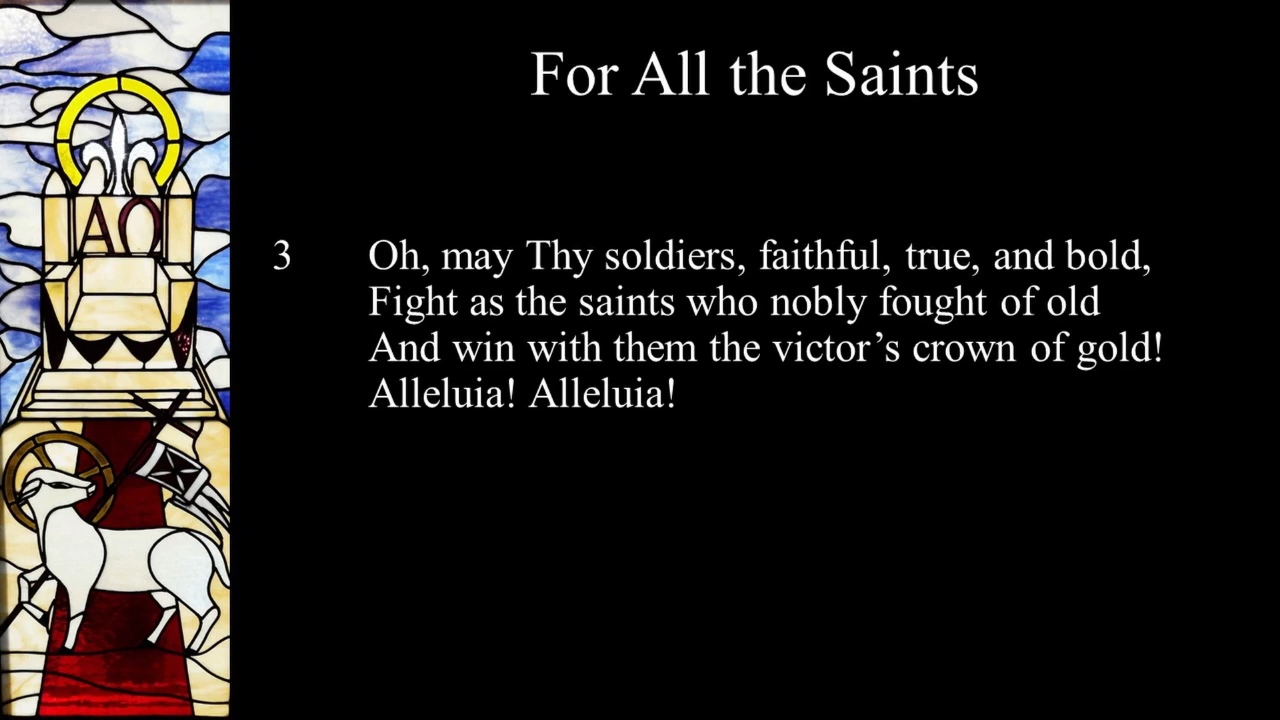 For All the Saints
ΑΩ
3 Oh, may Thy soldiers, faithful, true, and bold,
Fight as the saints who nobly fought of old
And win with them the victor’s crown of gold!
Alleluia! Alleluia!